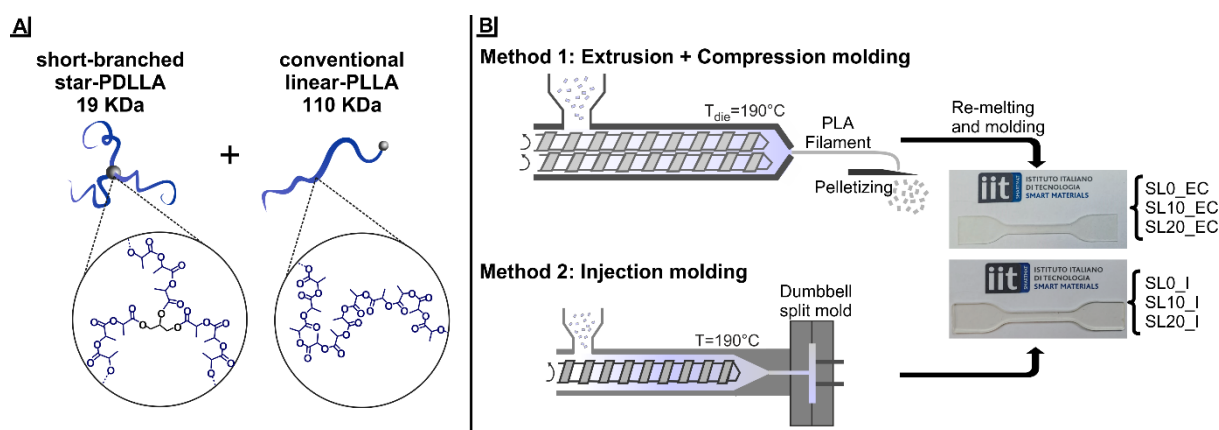 A
short-branched
star-PDLLA
19 KDa
+
conventional
linear-PLLA
110 KDa
B
Method 1: Extrusion + Compression molding
Tdie=190°C
PLA
Filament
Pelletizing
Re-melting
and molding
iit
ISTITUTO ITALIANO
DI TECNOLOGIA
SMART MATERIALS
SL0_EC
SL10_EC
SL20_EC
Method 2: Injection molding
T=190°C
Dumbbell
split mold
iit
ISTITUTO ITALIANO
DI TECNOLOGIA
SMART MATERIALS
SL0_I
SL10_I
SL20_I